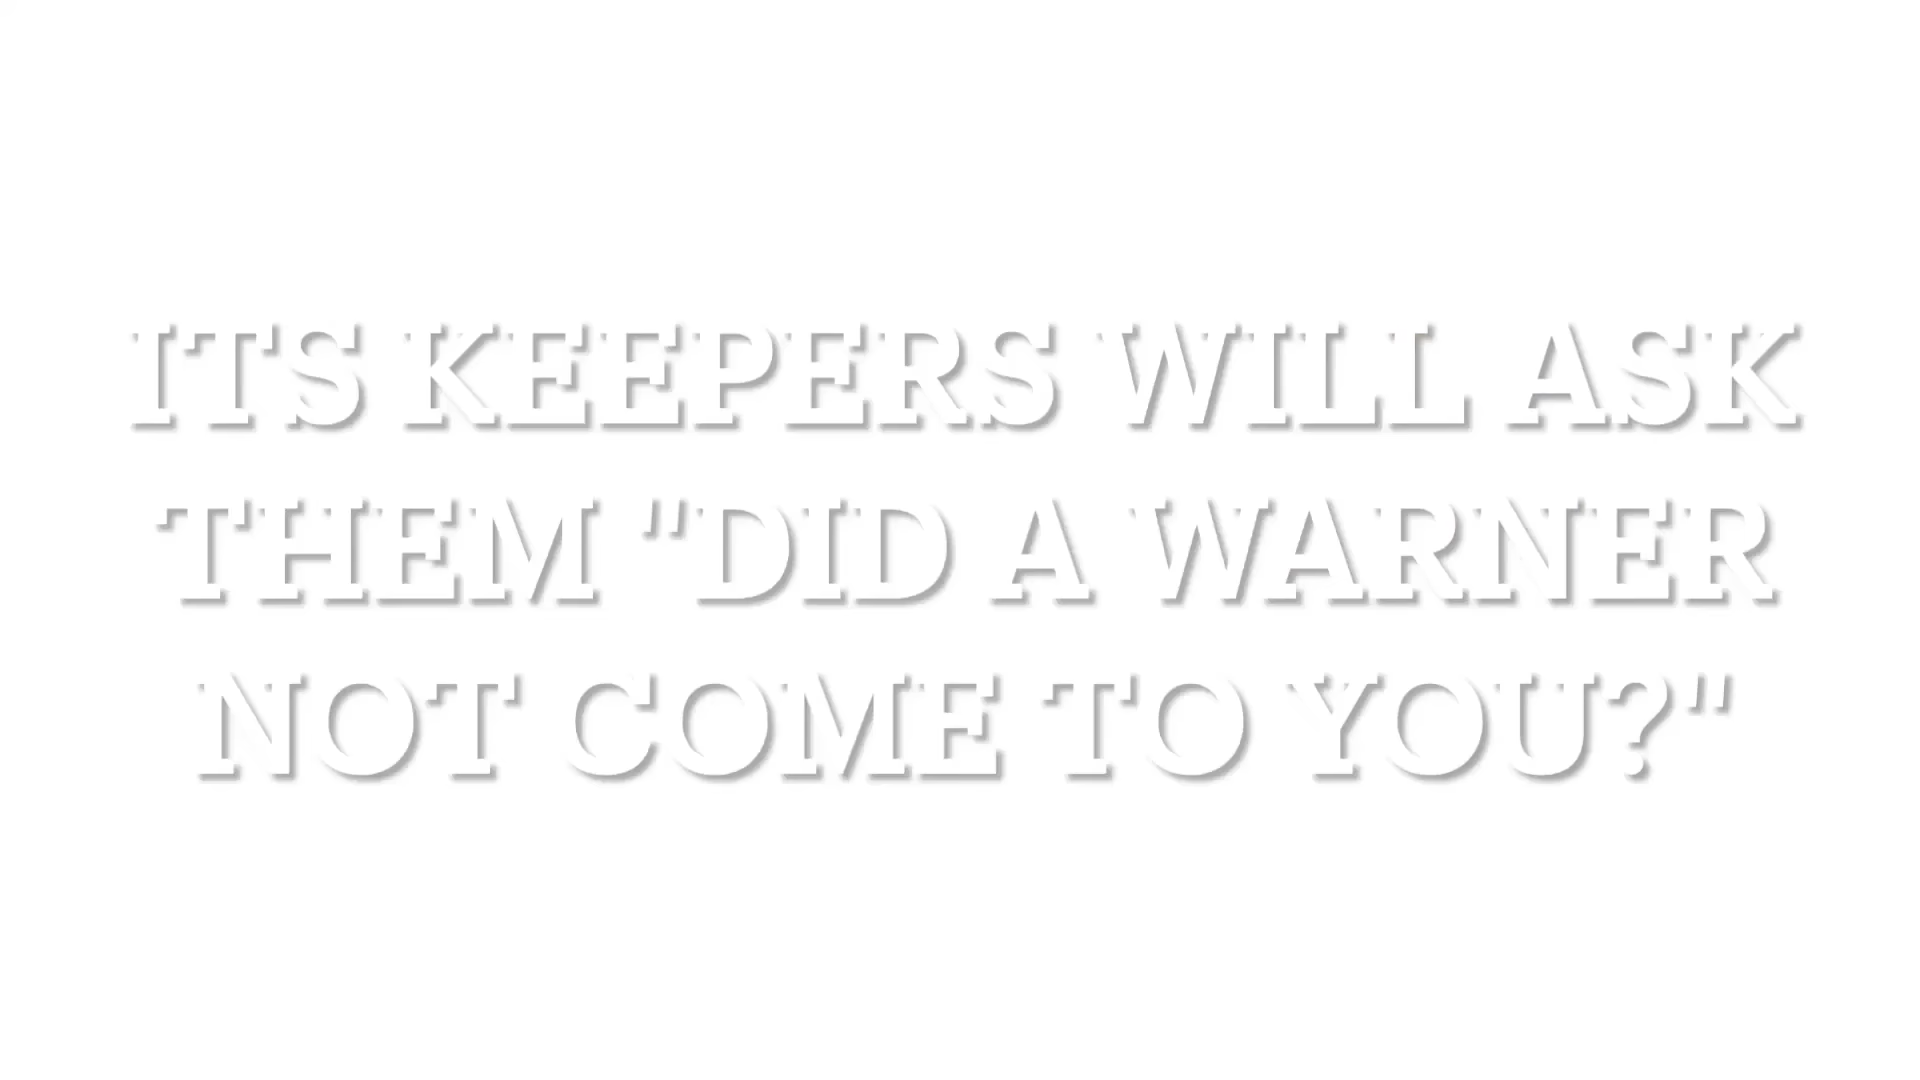 ITS KEEPERS WILL ASK
THEM "DID A WARNER
NOT COME TO YOU?"